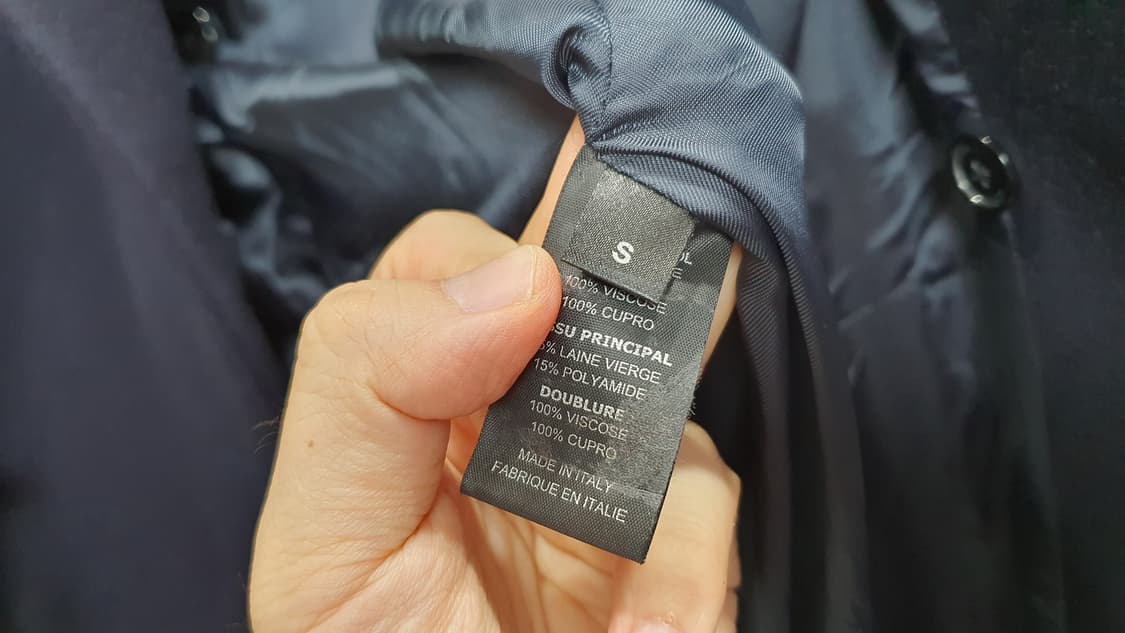 S
100% VISCOSE
100% CUPRO
PRINCIPAL
LAINE VIERGE
15% POLYAMIDE
DOUBLURE
100% VISCOSE
100% CUPRO
MADE IN ITALY
FABRIQUE EN ITALIE